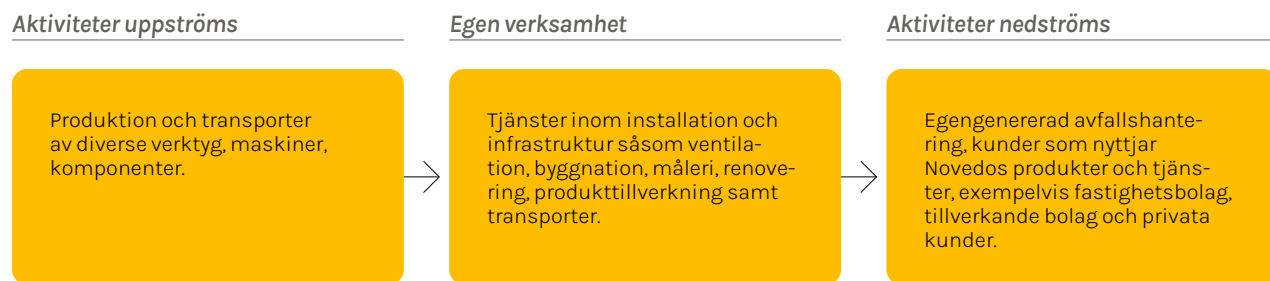 Aktiviteter uppströms
Produktion och transporter
av diverse verktyg, maskiner,
komponenter.
Egen verksamhet
Tjänster inom installation och
infrastruktur såsom ventila-
tion, byggnation, måleri, renove-
ring, produkttillverkning samt
transporter.
Aktiviteter nedströms
Egengenererad avfallshante-
ring, kunder som nyttjar
Novedos produkter och tjäns-
ter, exempelvis fastighetsbolag,
tillverkande bolag och privata
kunder.